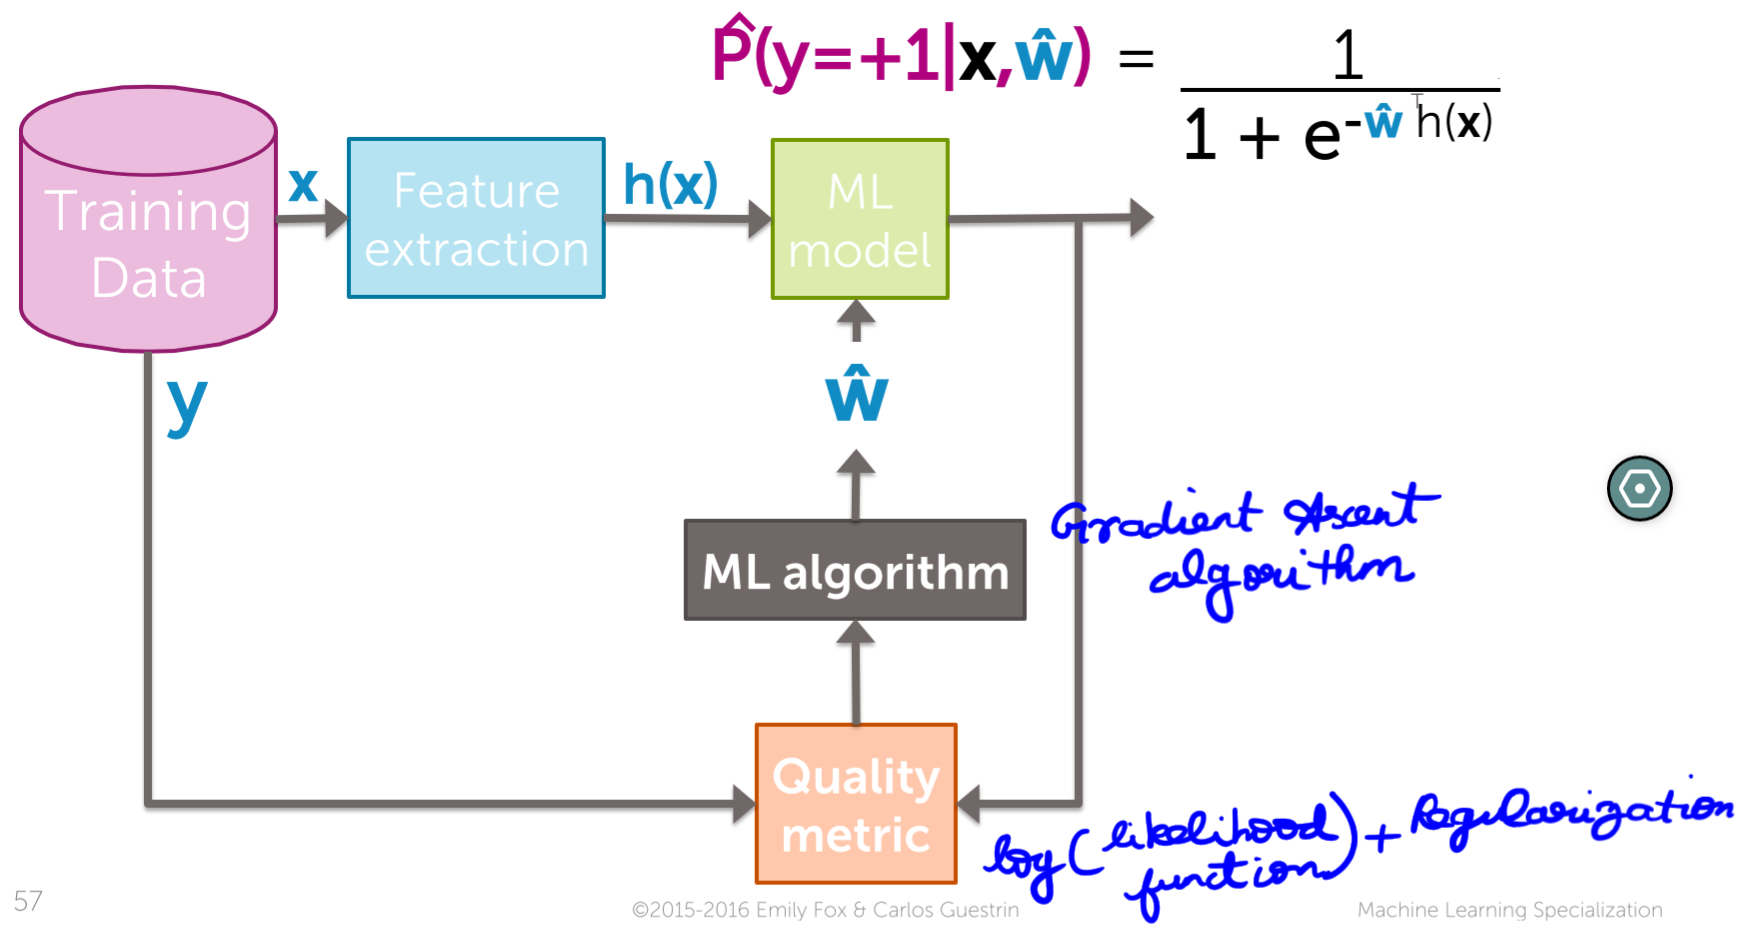 P̂(y=+1|x,ŵ) = 1
1 + e-ŵ T h(x)
Training
Data
x
Feature
extraction
h(x)
ML
model
y
ŵ
ML algorithm
Gradient Ascent
algorithm
Quality
metric
log(likelihood function) + Regularization
57
©2015-2016 Emily Fox & Carlos Guestrin
Machine Learning Specialization